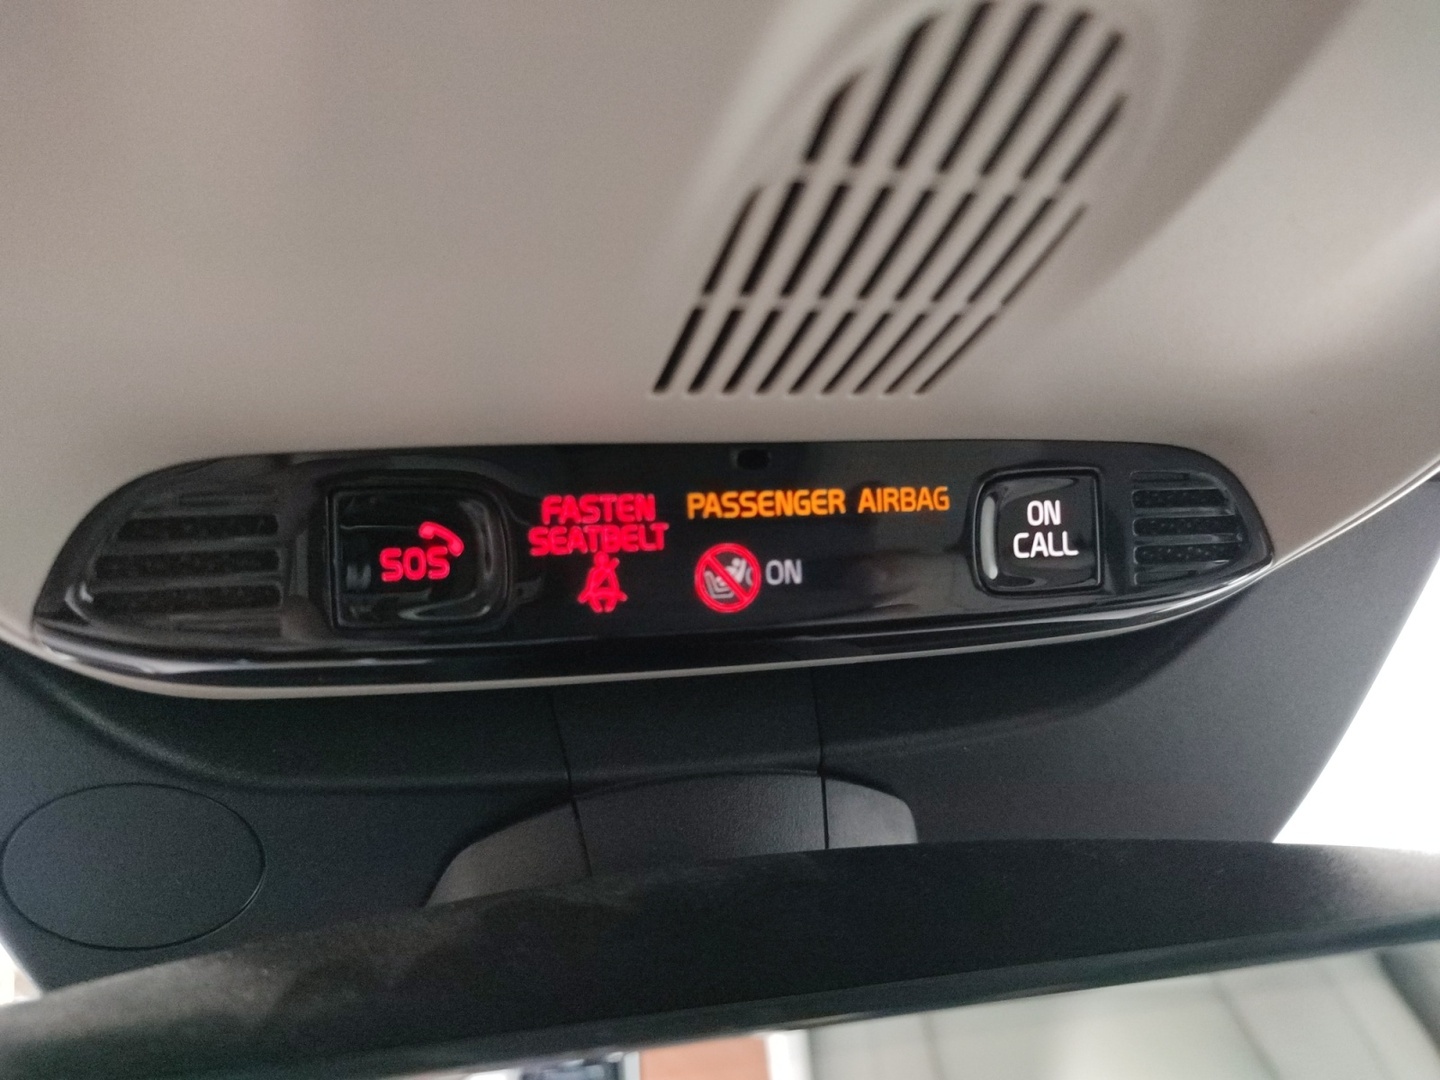 SOS
FASTEN
SEATBELT
PASSENGER AIRBAG
ON
ON
CALL